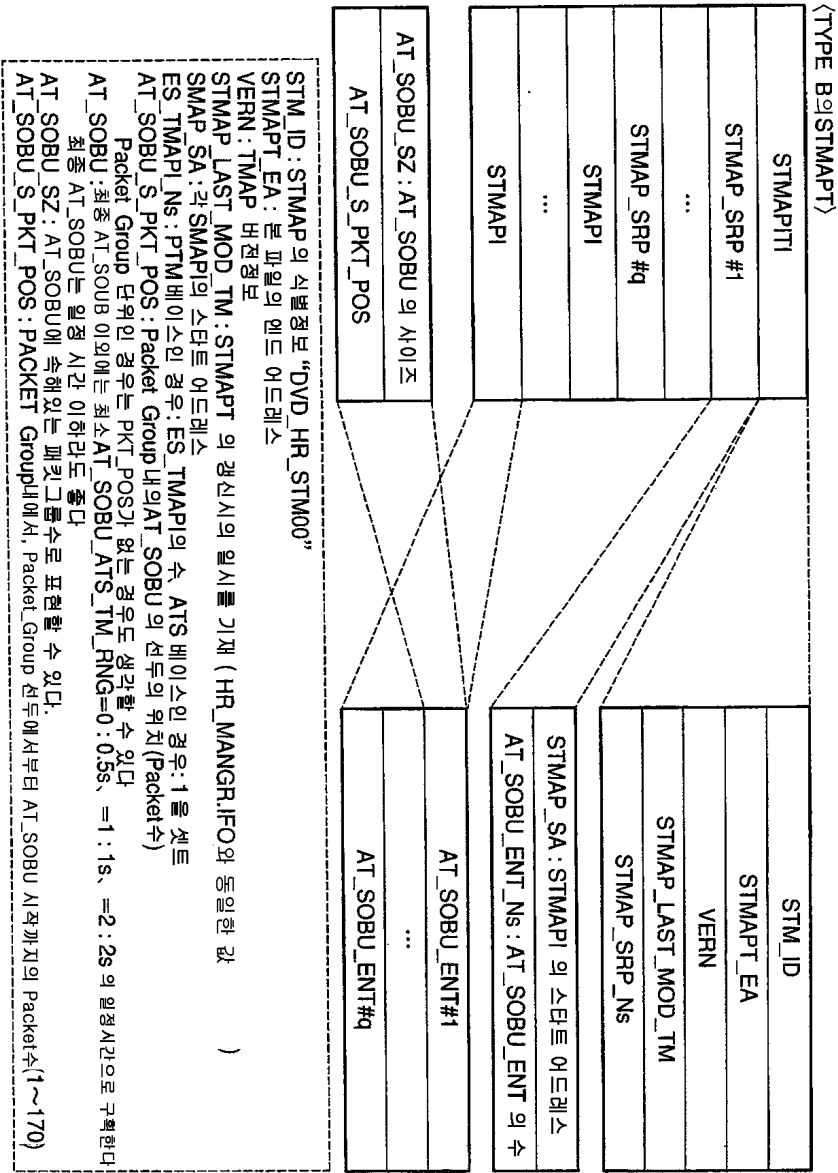 〈TYPE B의STMAPT〉
STMAPITI
STMAP_SRP #1
...
STMAP_SRP #q
STMAPI
...
STMAPI
STM_ID
STMAPT_EA
VERN
STMAP_LAST_MOD_TM
STMAP_SRP_Ns
STMAP_SA : STMAPI 의 스타트 어드레스
AT_SOBU_ENT_Ns : AT_SOBU_ENT 의 수
AT_SOBU_SZ : AT_SOBU 의 사이즈
AT_SOBU_S_PKT_POS
AT_SOBU_ENT#1
...
AT_SOBU_ENT#q
STM_ID : STMAP 의 식별정보 “DVD_HR_STM00”
STMAPT_EA : 본 파일의 엔드 어드레스
VERN : TMAP 버전정보
STMAP_LAST_MOD_TM : STMAPT 의 갱신시의 일시를 기재 ( HR_MANGR.IFO와 동일한 값 )
SMAP_SA : 각 SMAPI의 스타트 어드레스
ES_TMAPI_Ns : PTM 베이스인 경우: ES_TMAPI의 수、ATS 베이스인 경우: 1 을 셋트
AT_SOBU_S_PKT_POS : Packet Group 내의AT_SOBU 의 선두의 위치(Packet수)
Packet Group 단위인 경우는 PKT_POS가 없는 경우도 생각할 수 있다
AT_SOBU : 최종 AT_SOUB 이외에는 최소AT_SOBU_ATS_TM_RNG=0 : 0.5s、 =1 : 1s、 =2 : 2s 의 일정시간으로 구획한다
최종 AT_SOBU는 일정 시간 이하라도 좋다
AT_SOBU_SZ : AT_SOBU에 속해있는 패킷그룹수로 표현할 수 있다.
AT_SOBU_S_PKT_POS : PACKET Group내에서, Packet_Group 선두에서부터 AT_SOBU 시작까지의 Packet수(1～170)